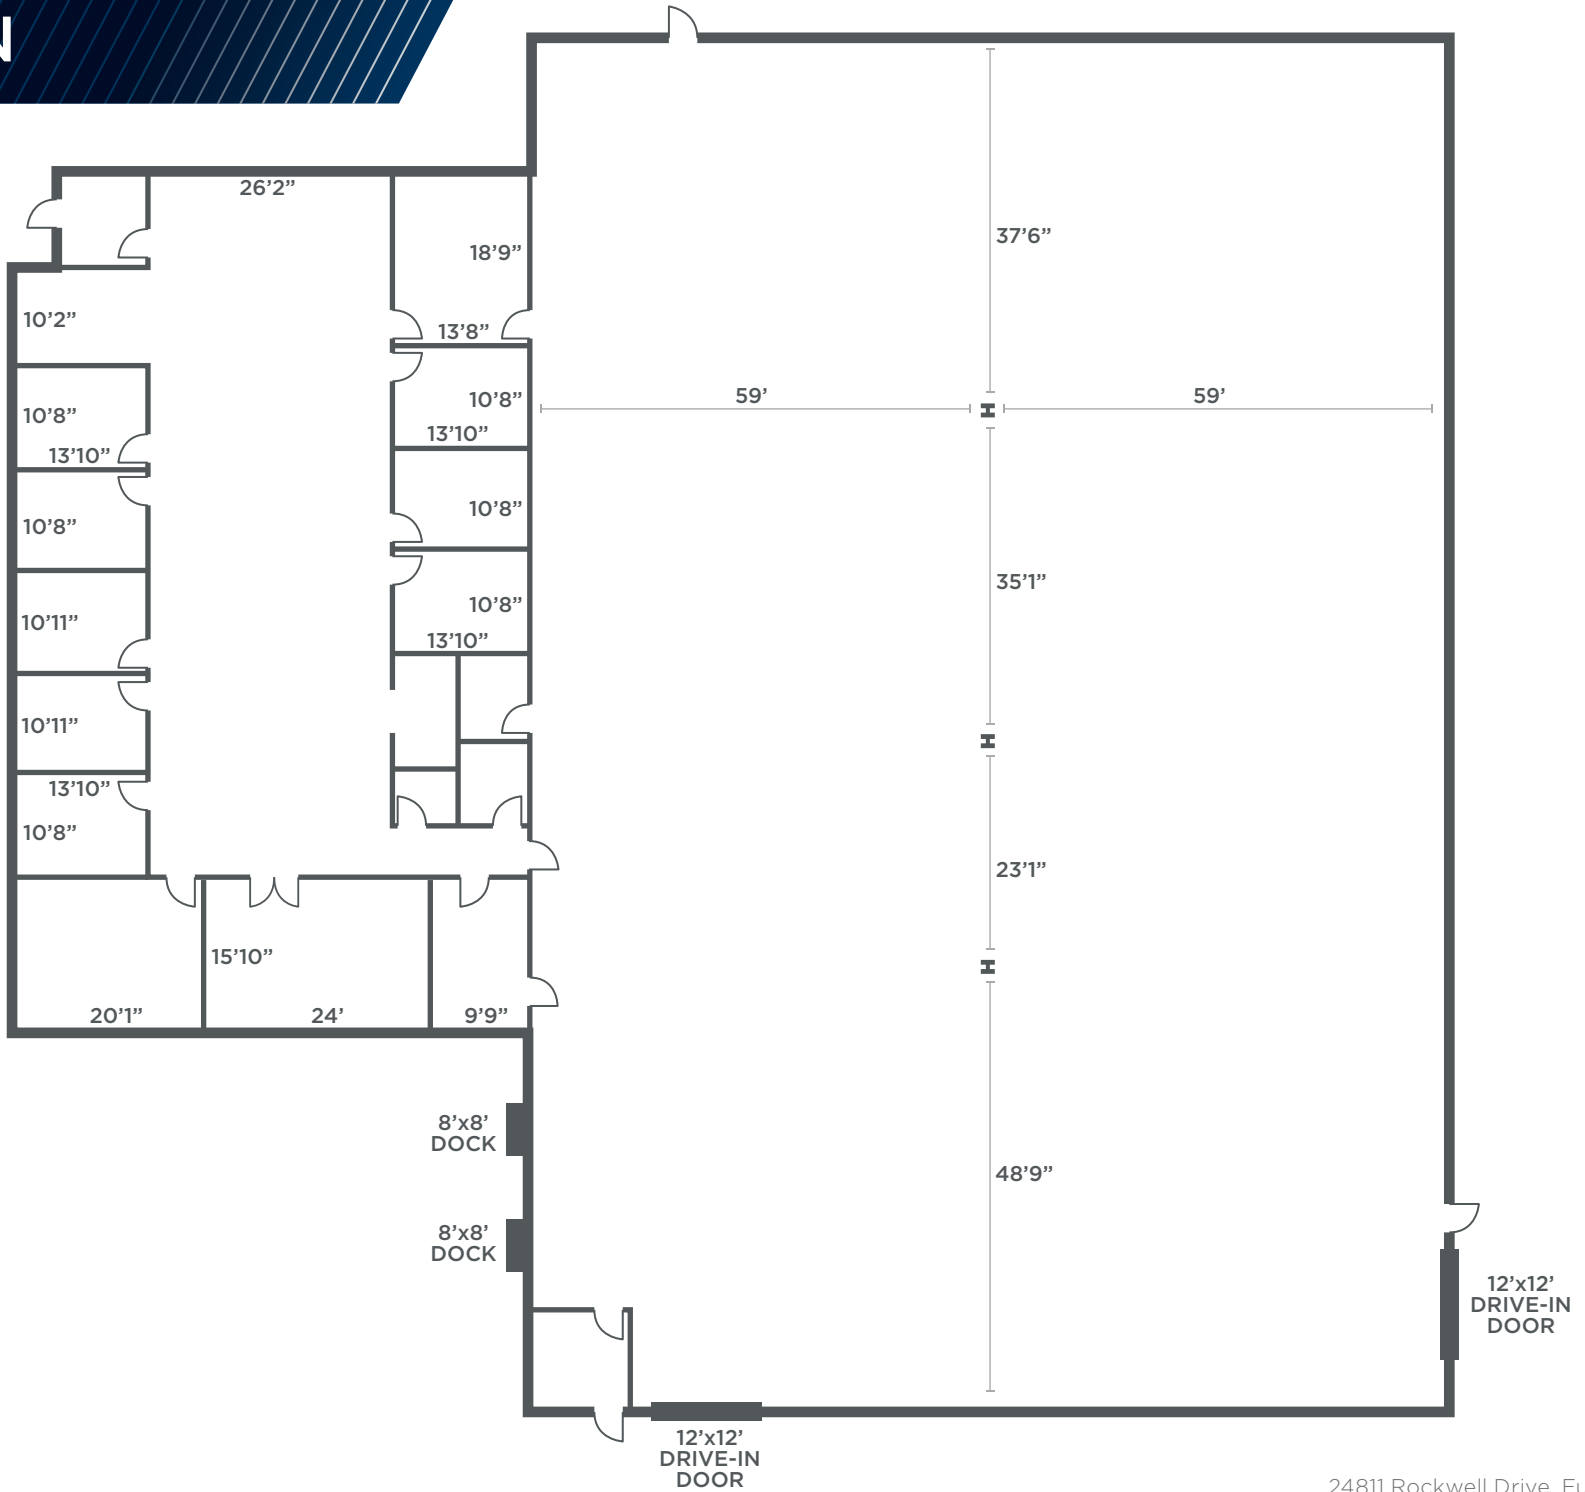 N
26’2”
18’9”
37’6”
10’2”
13’8”
59’
59’
10’8”
10’8”
13’10”
13’10”
10’8”
10’8”
35’1”
10’8”
10’11”
13’10”
10’11”
13’10”
10’8”
23’1”
15’10”
20’1”
24’
9’9”
8’x8’
DOCK
48’9”
8’x8’
DOCK
12’x12’
DRIVE-IN
DOOR
12’x12’
DRIVE-IN
DOOR
24811 Rockwell Drive